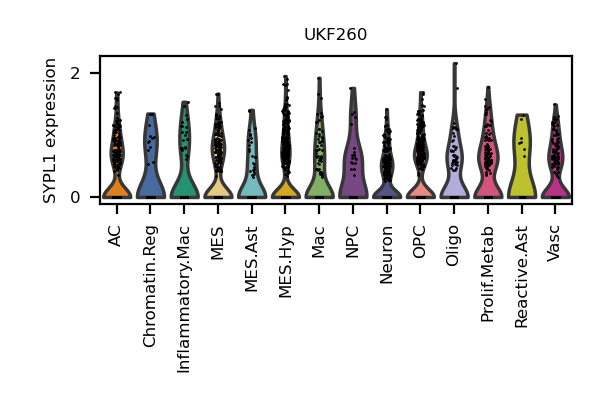 UKF260
SYPL1 expression
2
0
AC
Chromatin.Reg
Inflammatory.Mac
MES
MES.Ast
MES.Hyp
Mac
NPC
Neuron
OPC
Oligo
Prolif.Metab
Reactive.Ast
Vasc